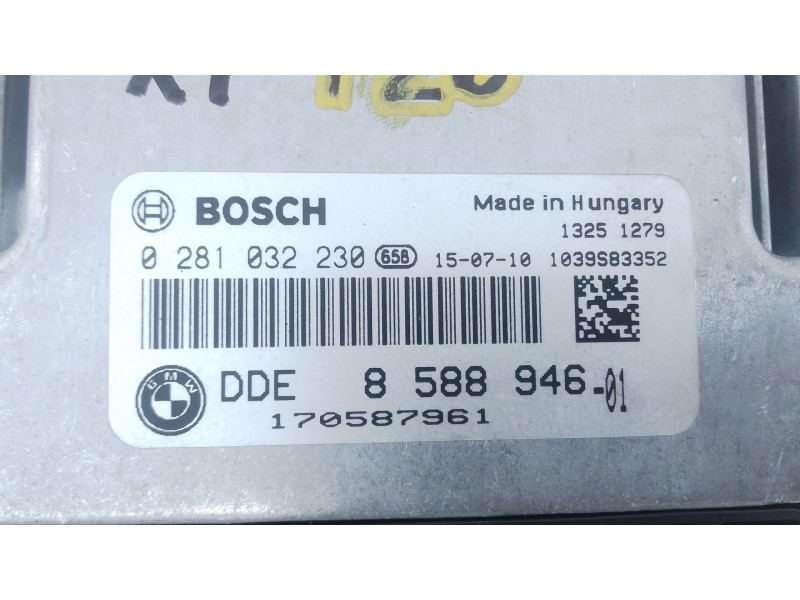 X1 120
BOSCH Made in Hungary
1325 1279
0 281 032 230 658 15-07-10 1039S83352
BMW DDE 8 588 946-01
170587961